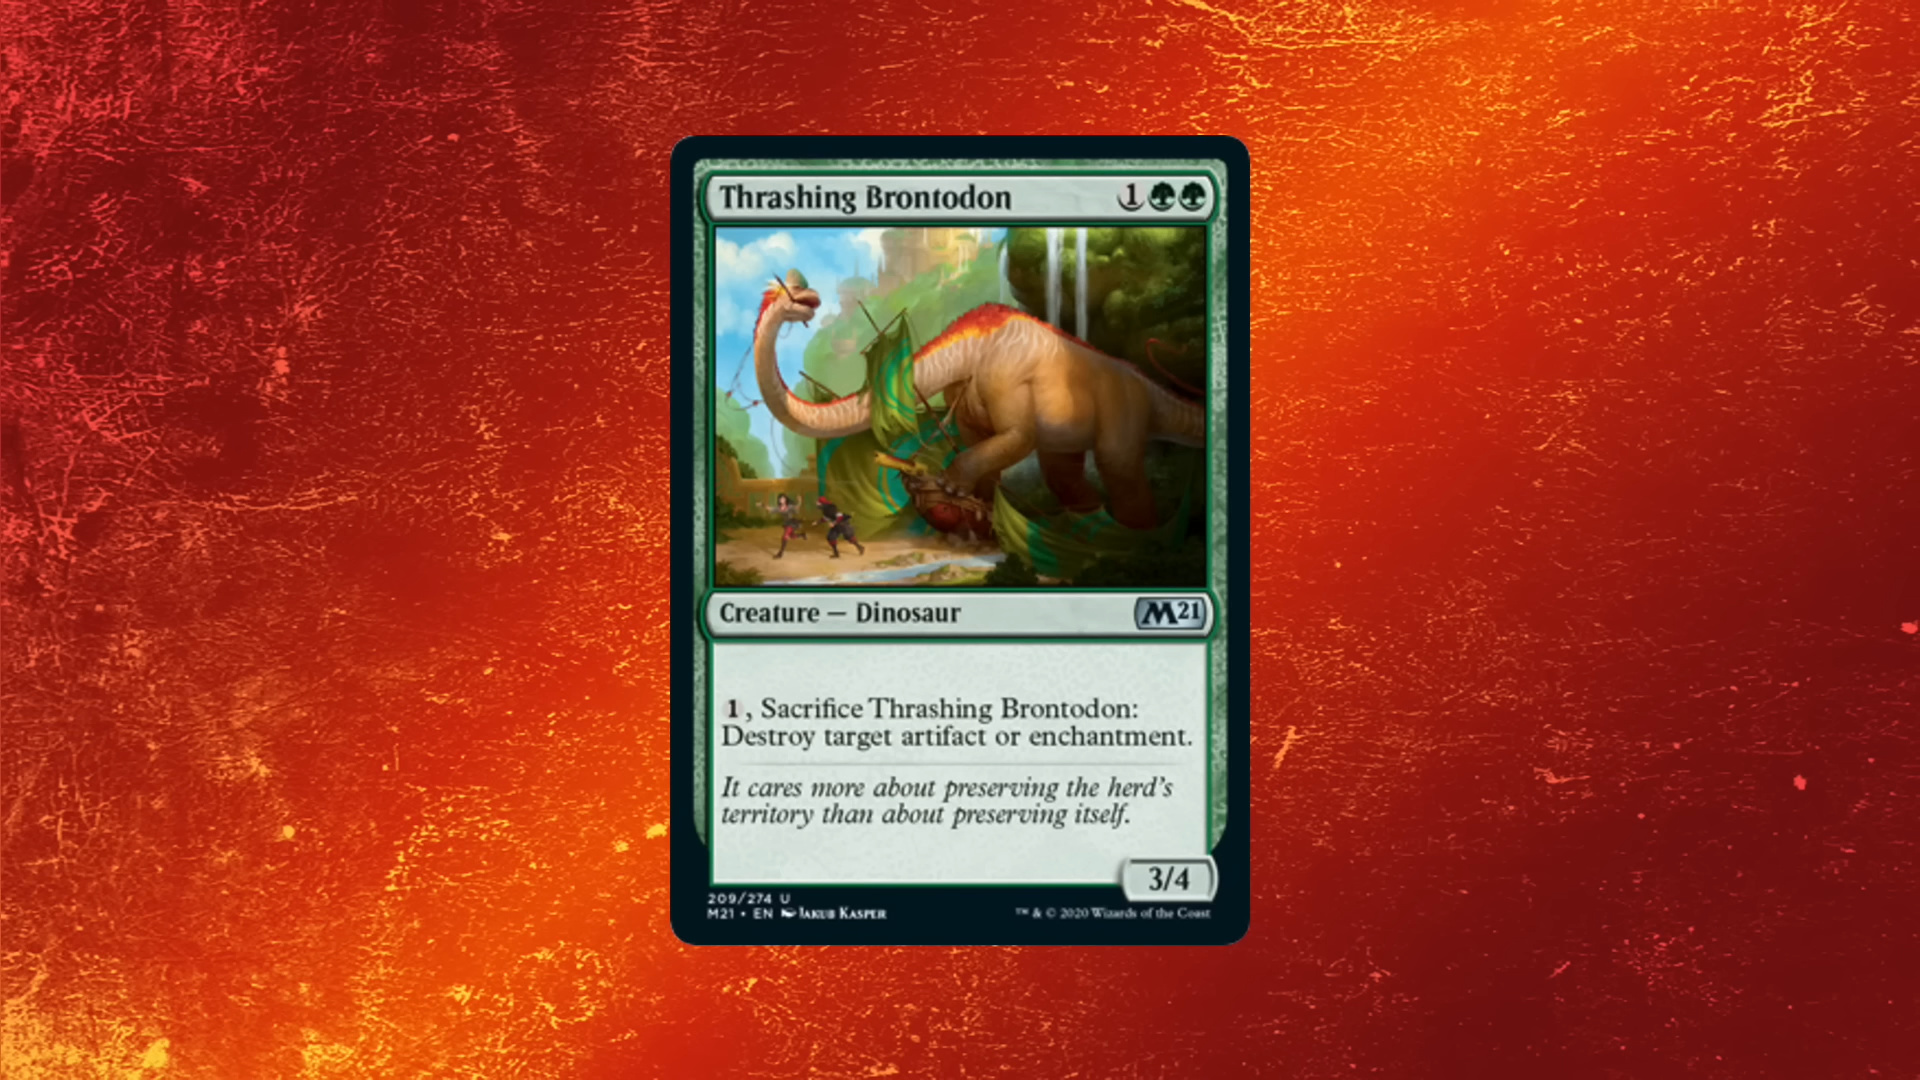 Thrashing Brontodon 1
Creature — Dinosaur M21
1, Sacrifice Thrashing Brontodon:
Destroy target artifact or enchantment.
It cares more about preserving the herd's
territory than about preserving itself.
3/4
209/274 U
M21 • EN Jakub Kasper ™ & © 2020 Wizards of the Coast